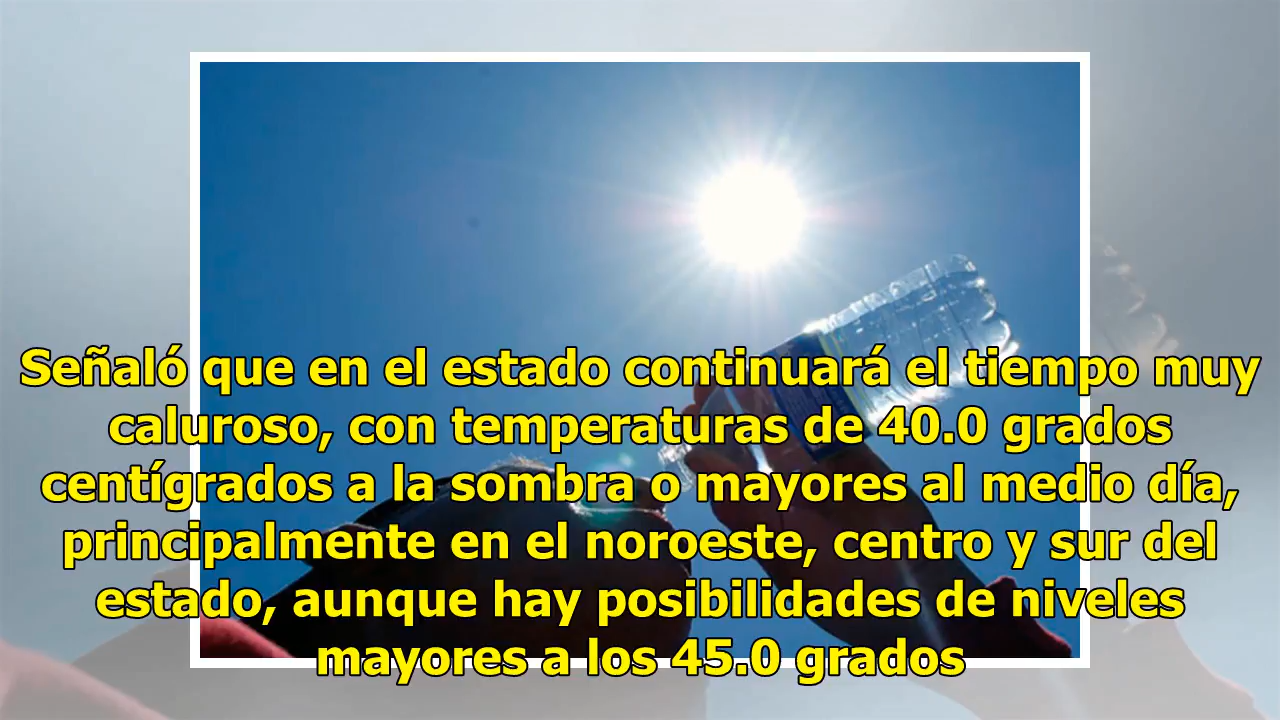 Señaló que en el estado continuará el tiempo muy
caluroso, con temperaturas de 40.0 grados
centígrados a la sombra o mayores al medio día,
principalmente en el noroeste, centro y sur del
estado, aunque hay posibilidades de niveles
mayores a los 45.0 grados